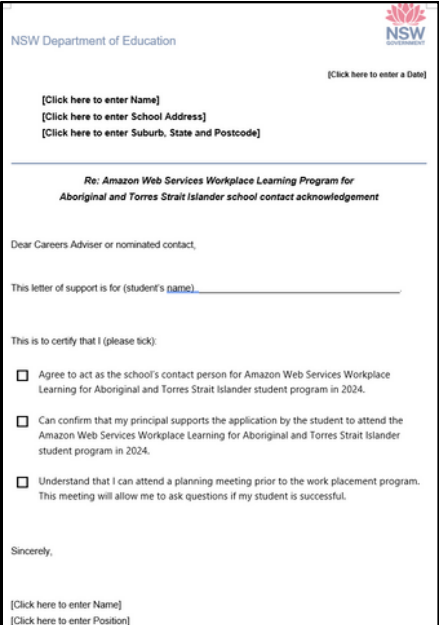 NSW Department of Education
NSW
GOVERNMENT
[Click here to enter a Date]
[Click here to enter Name]
[Click here to enter School Address]
[Click here to enter Suburb, State and Postcode]
Re: Amazon Web Services Workplace Learning Program for
Aboriginal and Torres Strait Islander school contact acknowledgement
Dear Careers Adviser or nominated contact,
This letter of support is for (student's name) ______________________________.
This is to certify that I (please tick):
Agree to act as the school's contact person for Amazon Web Services Workplace
Learning for Aboriginal and Torres Strait Islander student program in 2024.
Can confirm that my principal supports the application by the student to attend the
Amazon Web Services Workplace Learning for Aboriginal and Torres Strait Islander
student program in 2024.
Understand that I can attend a planning meeting prior to the work placement program.
This meeting will allow me to ask questions if my student is successful.
Sincerely,
[Click here to enter Name]
[Click here to enter Position]